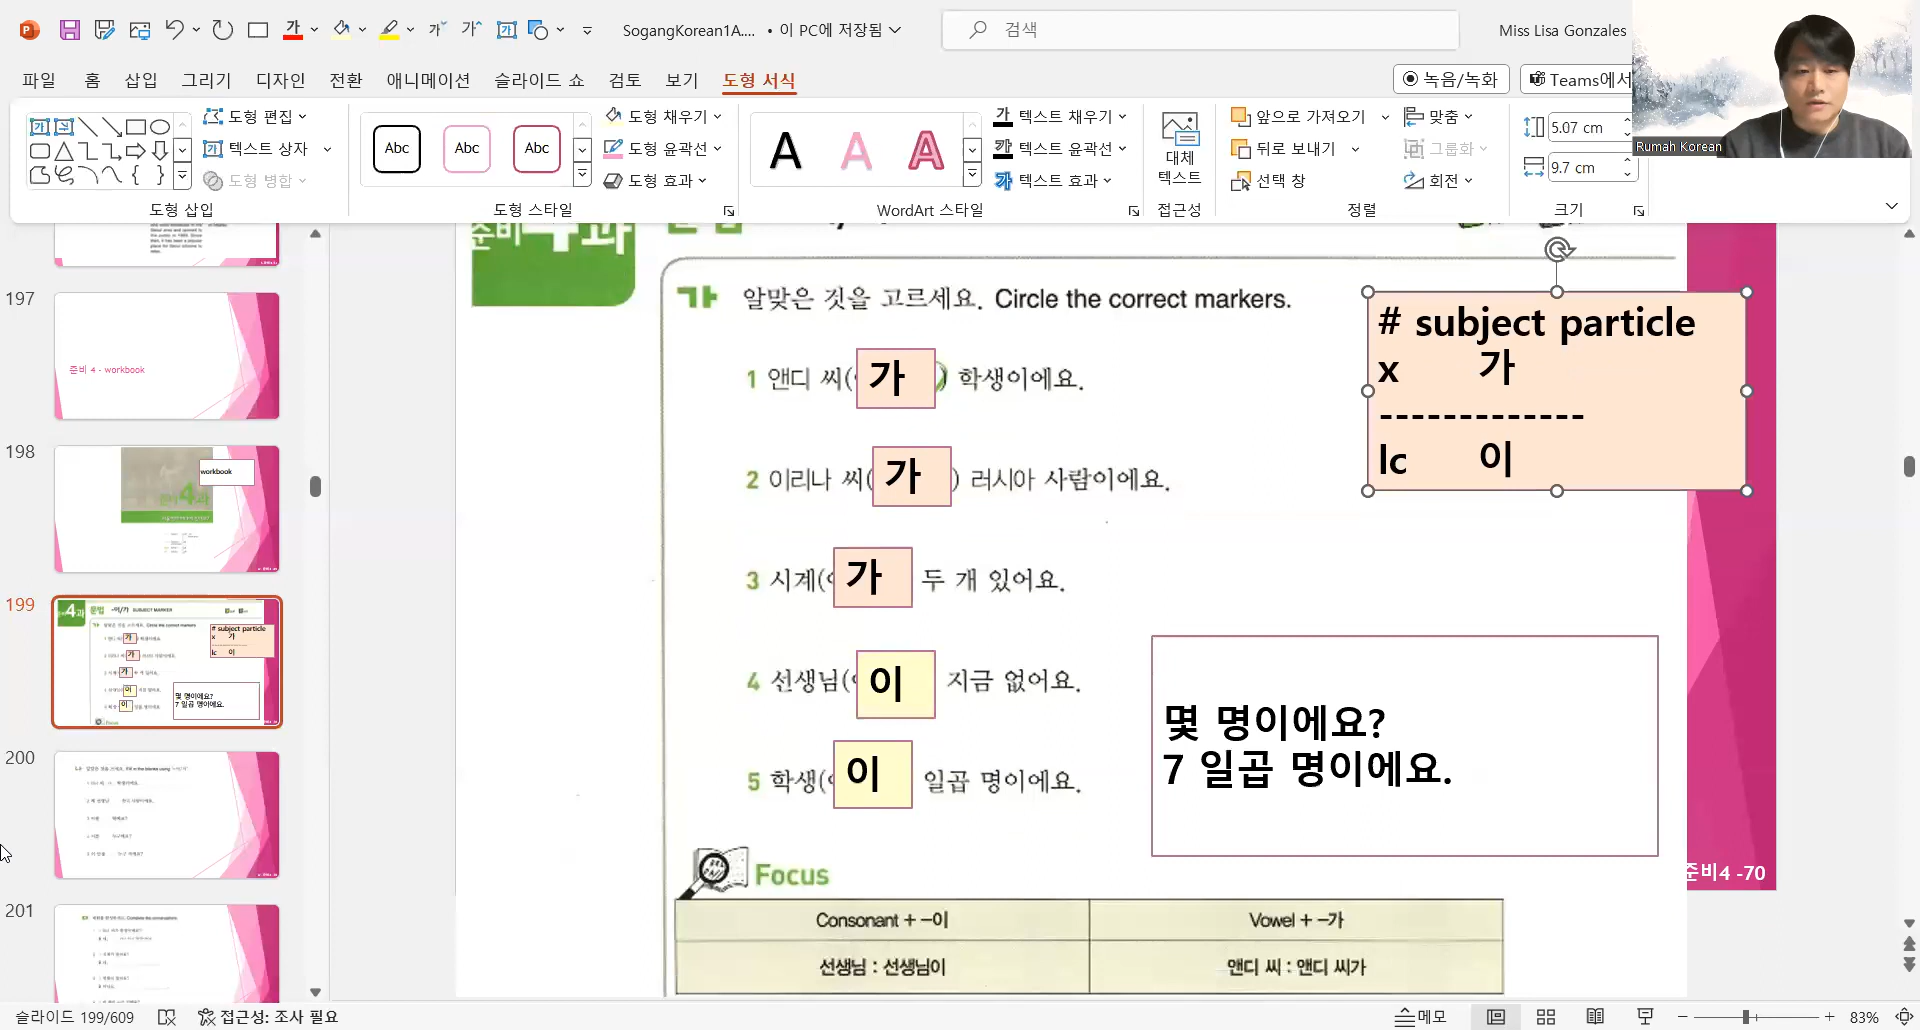 SogangKorean1A.... • 이 PC에 저장됨
검색
Miss Lisa Gonzales
파일 홈 삽입 그리기 디자인 전환 애니메이션 슬라이드 쇼 검토 보기 도형 서식
녹음/녹화
Teams에서
Rumah Korean
도형 편집
텍스트 상자
도형 병합
도형 삽입
Abc Abc Abc
도형 채우기
도형 윤곽선
도형 효과
도형 스타일
A A A
텍스트 채우기
텍스트 윤곽선
텍스트 효과
WordArt 스타일
대체
텍스트
접근성
앞으로 가져오기
뒤로 보내기
선택 창
맞춤
그룹화
회전
정렬
5.07 cm
9.7 cm
크기
197
준비 4 - workbook
198
workbook
199
200
201
가 알맞은 것을 고르세요. Circle the correct markers.
1 앤디 씨( 가 ) 학생이에요.
2 이리나 씨( 가 ) 러시아 사람이에요.
3 시계( 가 두 개 있어요.
4 선생님( 이 지금 없어요.
5 학생( 이 일곱 명이에요.
# subject particle
x 가
-------------
lc 이
몇 명이에요?
7 일곱 명이에요.
준비4 -70
Focus
Consonant + –이 Vowel + –가
선생님 : 선생님이 앤디 씨 : 앤디 씨가
슬라이드 199/609
접근성: 조사 필요
메모
83%